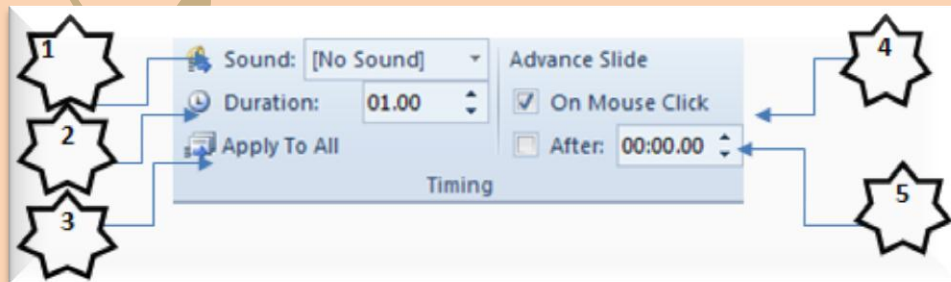 1
Sound: [No Sound]
Advance Slide
4
2
Duration: 01.00
On Mouse Click
3
Apply To All
After: 00:00.00
5
Timing